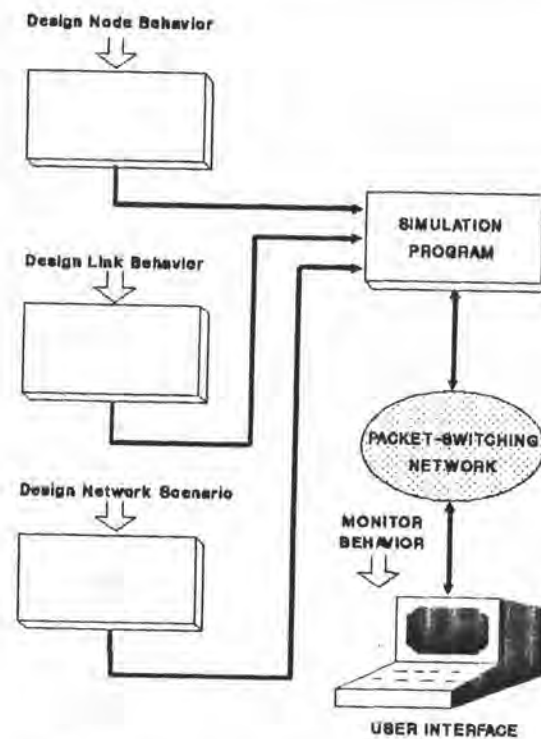 Design Node Behavior
SIMULATION
PROGRAM
Design Link Behavior
PACKET-SWITCHING
NETWORK
Design Network Scenario
MONITOR
BEHAVIOR
USER INTERFACE